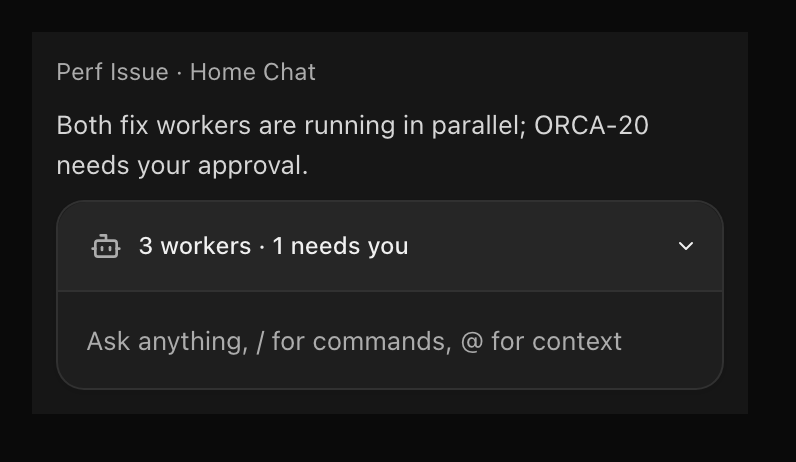 Perf Issue · Home Chat
Both fix workers are running in parallel; ORCA-20
needs your approval.
3 workers · 1 needs you
Ask anything, / for commands, @ for context